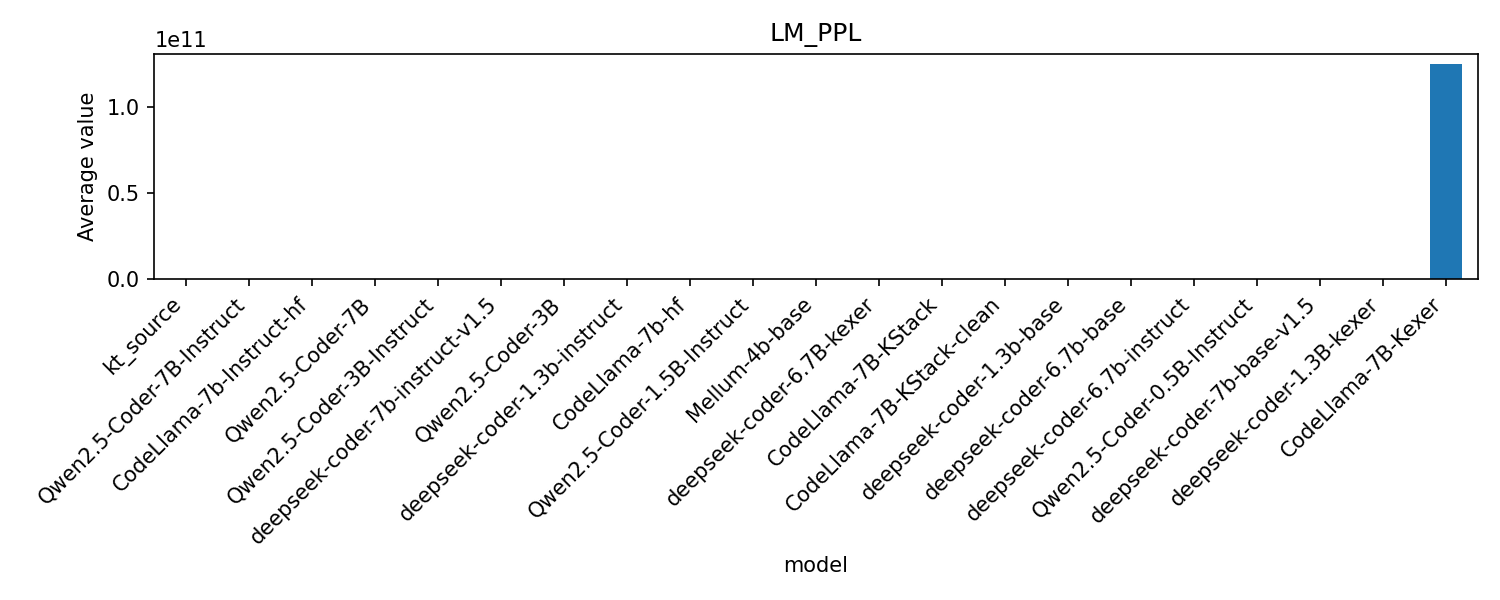 LM_PPL
1e11
Average value
1.0
0.5
0.0
kt_source
Qwen2.5-Coder-7B-Instruct
CodeLlama-7b-Instruct-hf
Qwen2.5-Coder-7B
Qwen2.5-Coder-3B-Instruct
deepseek-coder-7b-instruct-v1.5
Qwen2.5-Coder-3B
deepseek-coder-1.3b-instruct
CodeLlama-7b-hf
Qwen2.5-Coder-1.5B-Instruct
Mellum-4b-base
deepseek-coder-6.7B-kexer
CodeLlama-7B-KStack
CodeLlama-7B-KStack-clean
deepseek-coder-1.3b-base
deepseek-coder-6.7b-base
deepseek-coder-6.7b-instruct
Qwen2.5-Coder-0.5B-Instruct
deepseek-coder-7b-base-v1.5
deepseek-coder-1.3B-kexer
CodeLlama-7B-Kexer
model